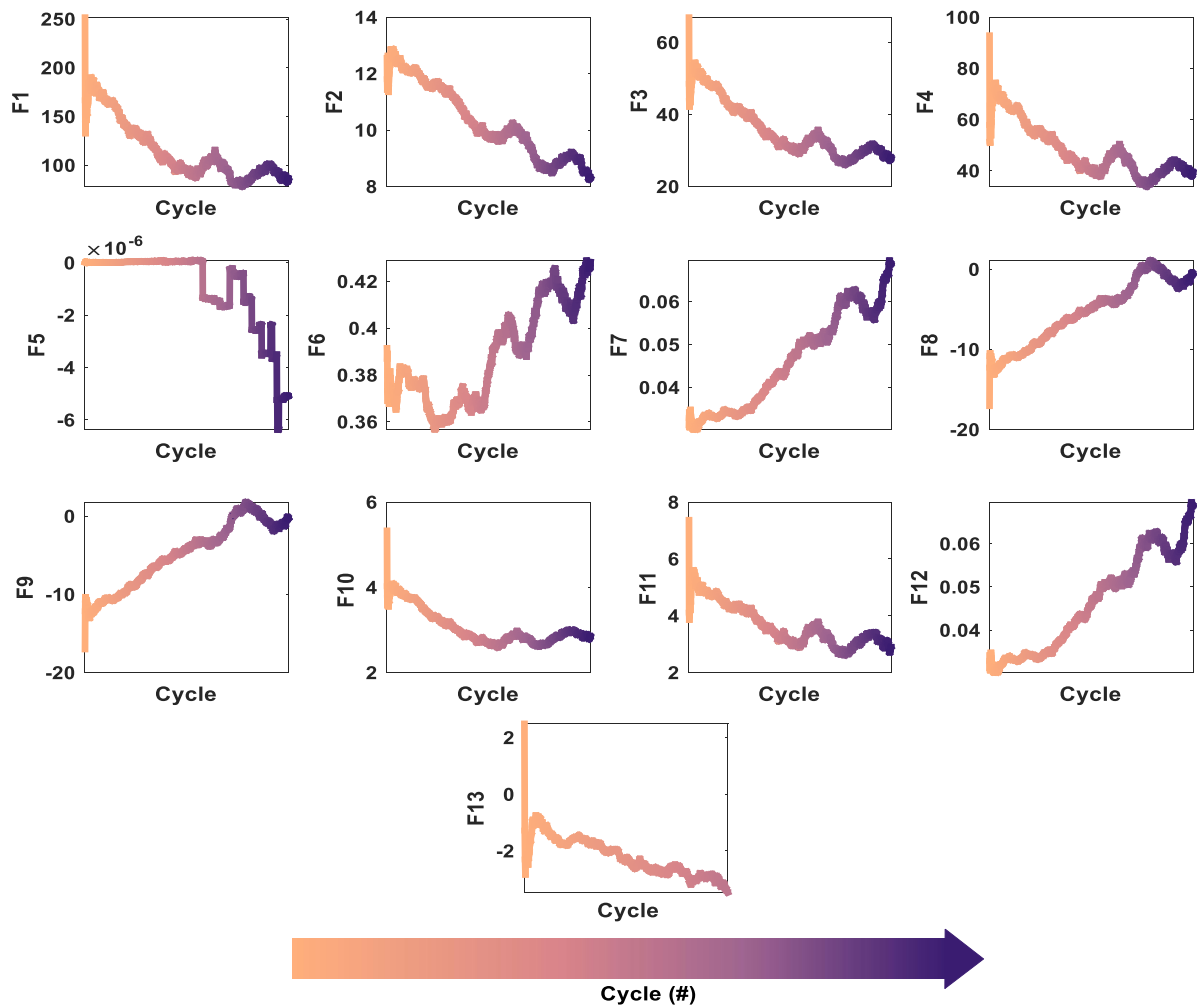 F1
250
200
150
100
Cycle
F2
14
12
10
8
Cycle
F3
60
40
20
Cycle
F4
100
80
60
40
Cycle
F5
×10-6
0
-2
-4
-6
Cycle
F6
0.42
0.4
0.38
0.36
Cycle
F7
0.06
0.05
0.04
Cycle
F8
0
-10
-20
Cycle
F9
0
-10
-20
Cycle
F10
6
4
2
Cycle
F11
8
6
4
2
Cycle
F12
0.06
0.05
0.04
Cycle
F13
2
0
-2
Cycle
Cycle (#)